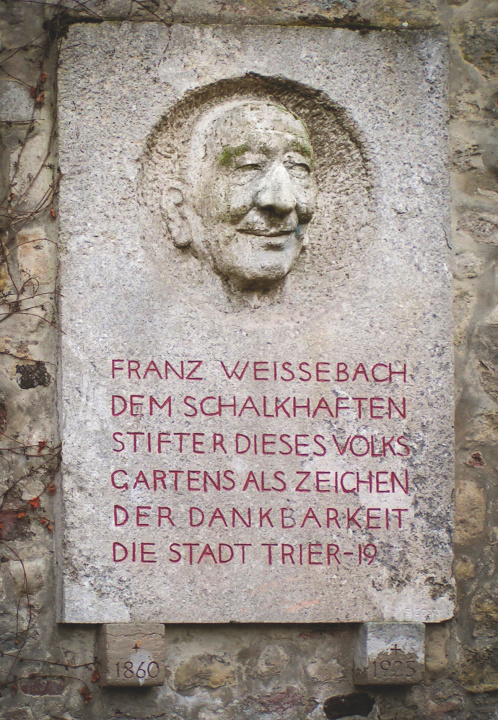 FRANZ WEISSEBACH
DEM SCHALKHAFTEN
STIFTER DIESES VOLKS
GARTENS ALS ZEICHEN
DER DANKBARKEIT
DIE STADT TRIER-19
1860
1925